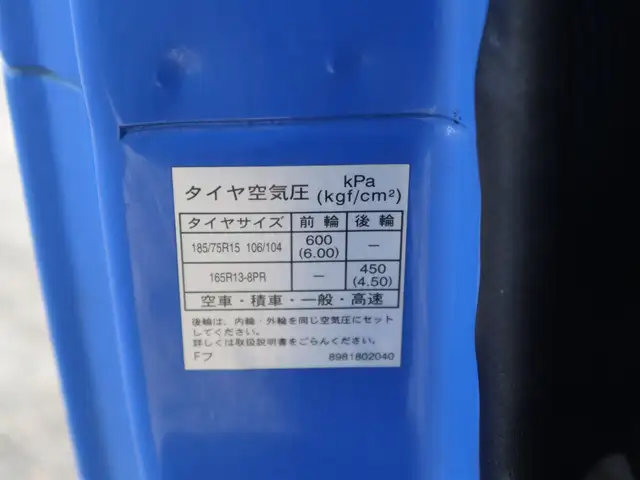 タイヤ空気圧 kPa (kgf/cm²)
タイヤサイズ 前輪 後輪
185/75R15 106/104 600 (6.00) —
165R13-8PR — 450 (4.50)
空車・積車・一般・高速
後輪は、内輪・外輪を同じ空気圧にセット
してください。
詳しくは取扱説明書をごらんください。
Fフ 8981802040